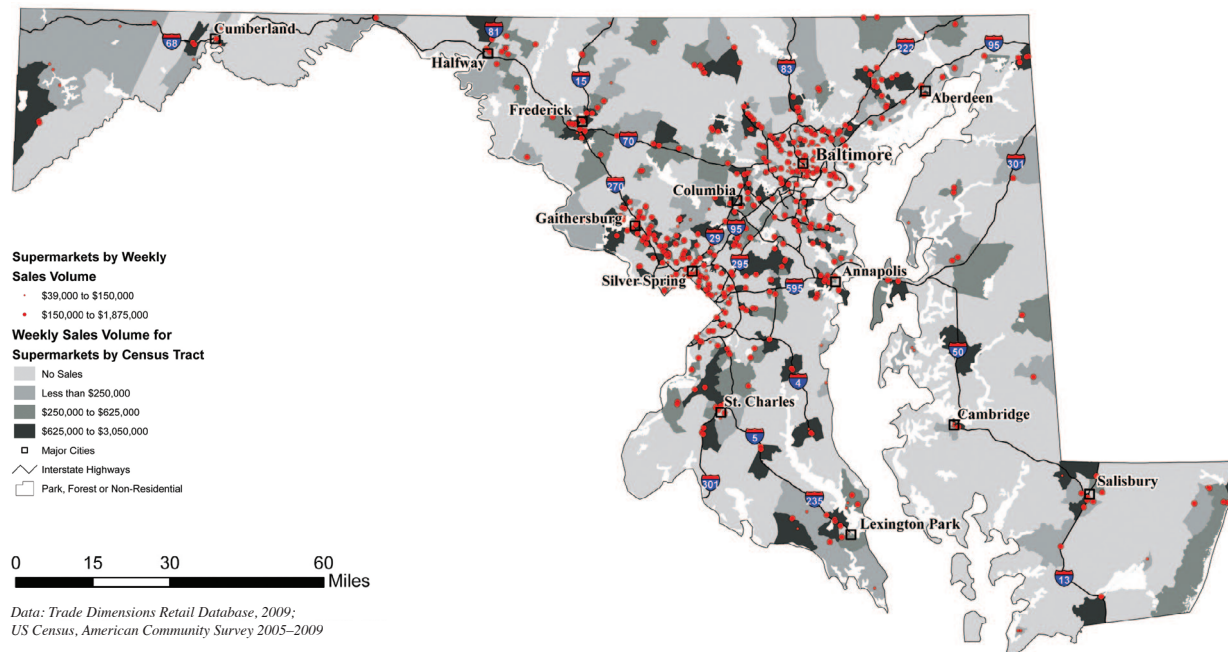 Cumberland
68
81
Halfway
15
83
222
95
Aberdeen
Frederick
70
Baltimore
301
270
Columbia
Gaithersburg
29
95
295
Silver Spring
Annapolis
595
50
4
St. Charles
Cambridge
5
301
235
Salisbury
Lexington Park
13
Supermarkets by Weekly
Sales Volume
$39,000 to $150,000
$150,000 to $1,875,000
Weekly Sales Volume for
Supermarkets by Census Tract
No Sales
Less than $250,000
$250,000 to $625,000
$625,000 to $3,050,000
Major Cities
Interstate Highways
Park, Forest or Non-Residential
0 15 30 60
Miles
Data: Trade Dimensions Retail Database, 2009;
US Census, American Community Survey 2005–2009